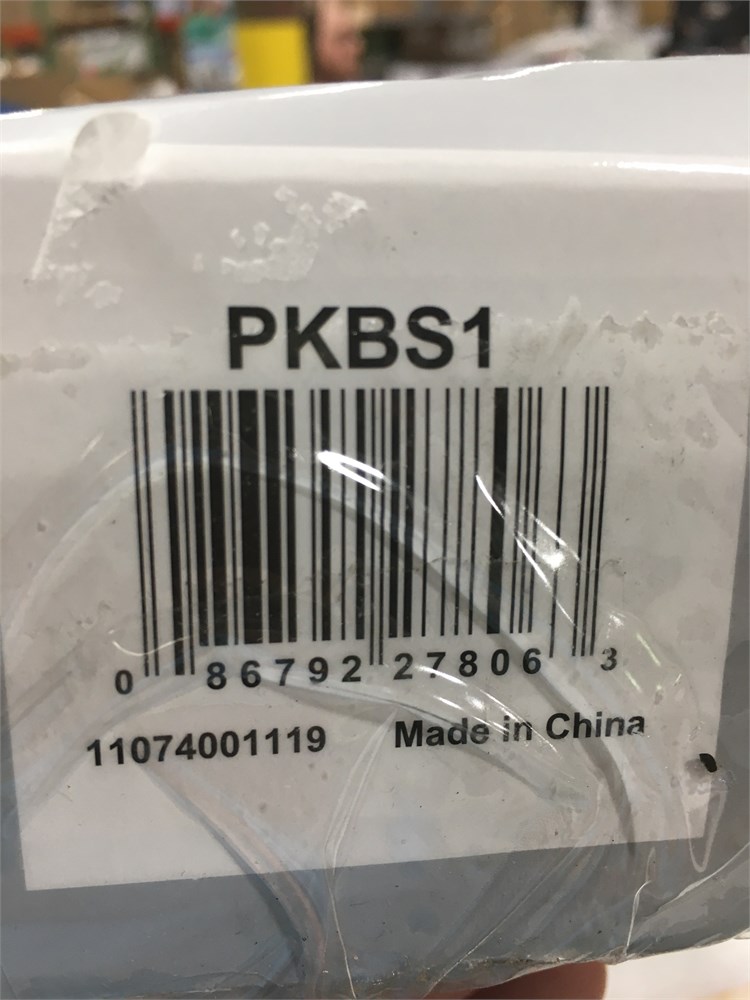 PKBS1
0 86792 27806 3
11074001119 Made in China